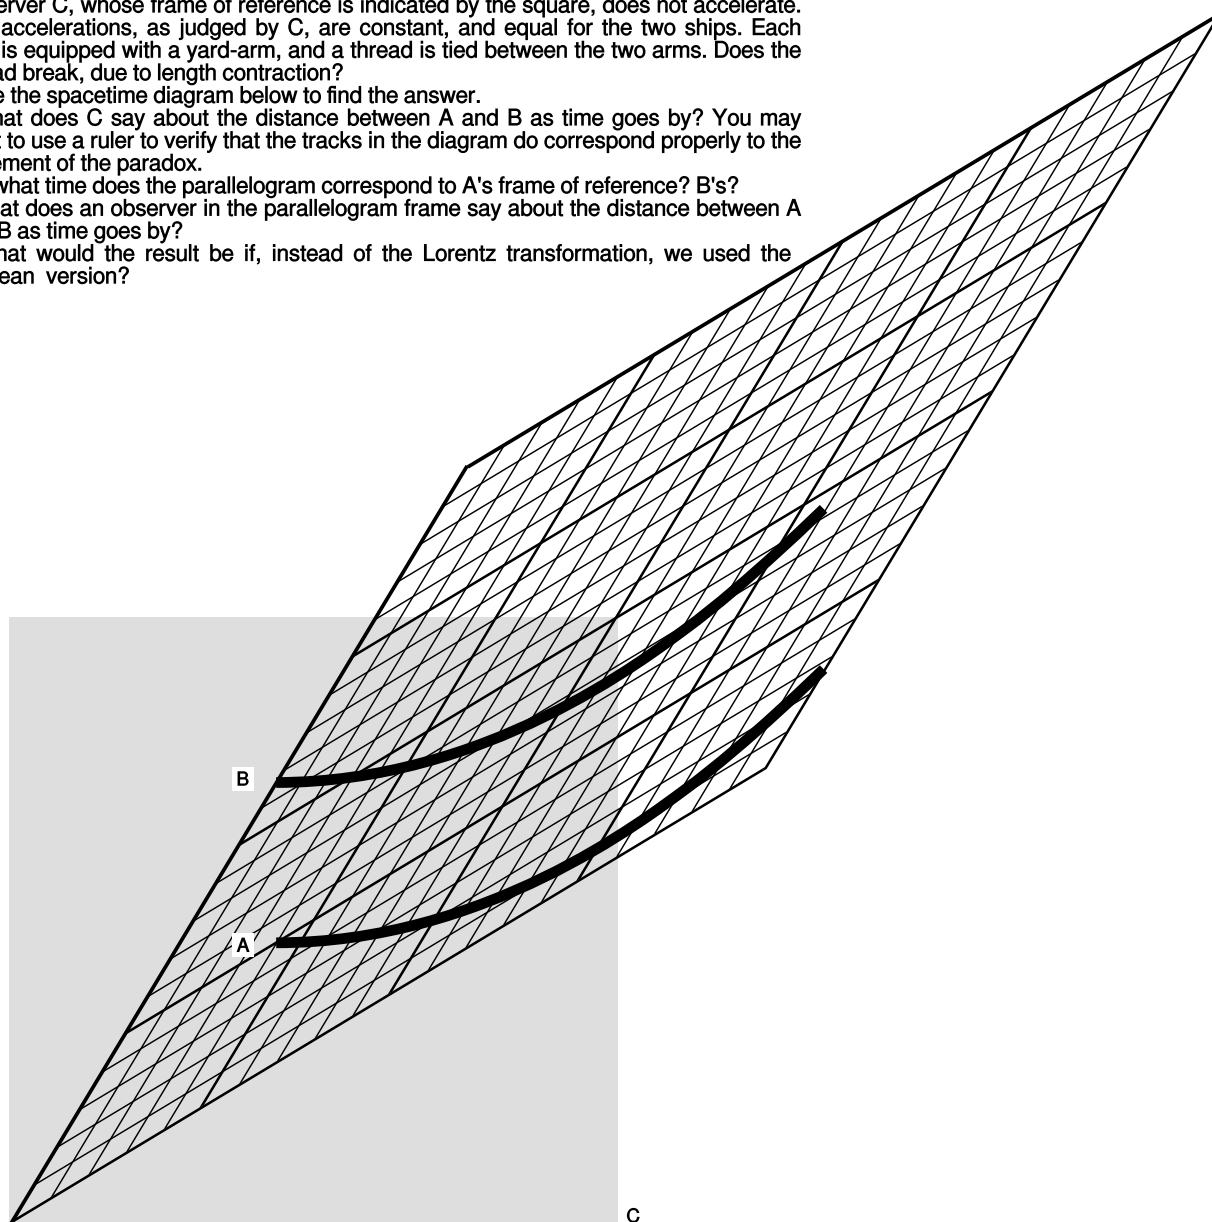 erver C, whose frame of reference is indicated by the square, does not accelerate.
accelerations, as judged by C, are constant, and equal for the two ships. Each
is equipped with a yard-arm, and a thread is tied between the two arms. Does the
ad break, due to length contraction?
e the spacetime diagram below to find the answer.
hat does C say about the distance between A and B as time goes by? You may
t to use a ruler to verify that the tracks in the diagram do correspond properly to the
ement of the paradox.
what time does the parallelogram correspond to A's frame of reference? B's?
at does an observer in the parallelogram frame say about the distance between A
B as time goes by?
hat would the result be if, instead of the Lorentz transformation, we used the
ean version?
B
A
C